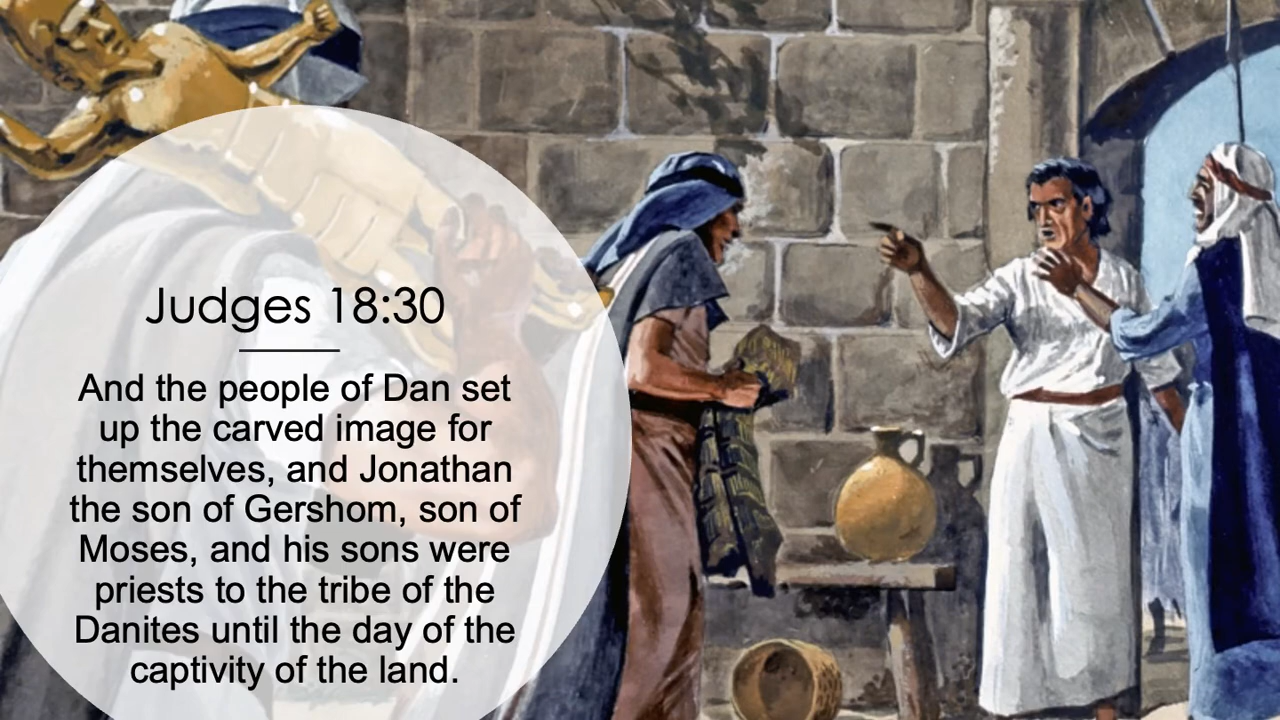 Judges 18:30
And the people of Dan set
up the carved image for
themselves, and Jonathan
the son of Gershom, son of
Moses, and his sons were
priests to the tribe of the
Danites until the day of the
captivity of the land.